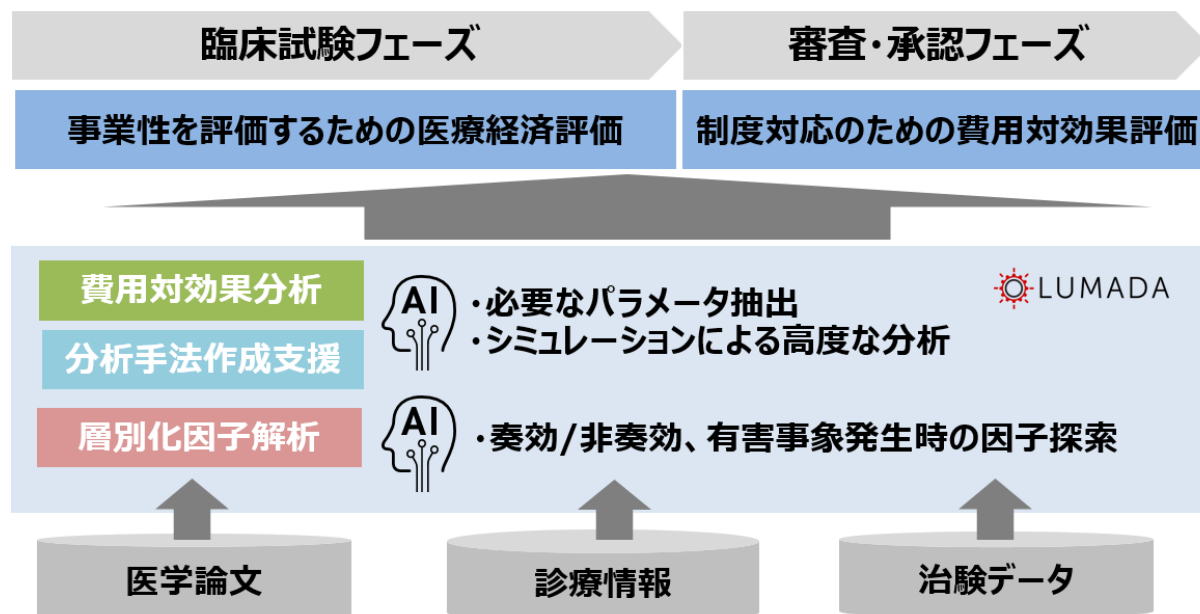 臨床試験フェーズ
審査・承認フェーズ
事業性を評価するための医療経済評価
制度対応のための費用対効果評価
費用対効果分析
AI
・必要なパラメータ抽出
・シミュレーションによる高度な分析
LUMADA
分析手法作成支援
層別化因子解析
AI
・奏効/非奏効、有害事象発生時の因子探索
医学論文
診療情報
治験データ